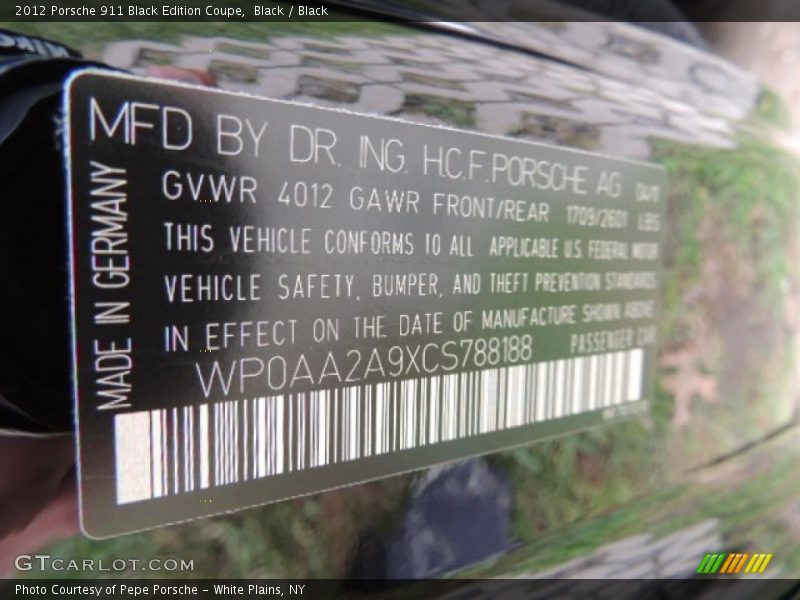 2012 Porsche 911 Black Edition Coupe,  Black / Black
MFD BY DR. ING. H.C.F. PORSCHE AG
GVWR 4012 GAWR FRONT/REAR 1709/2601 LBS
THIS VEHICLE CONFORMS TO ALL APPLICABLE U.S. FEDERAL MOTOR
VEHICLE SAFETY, BUMPER, AND THEFT PREVENTION STANDARDS
IN EFFECT ON THE DATE OF MANUFACTURE SHOWN ABOVE
WP0AA2A9XCS788188 PASSENGER CAR
MADE IN GERMANY
GTCARLOT.COM
Photo Courtesy of Pepe Porsche - White Plains, NY